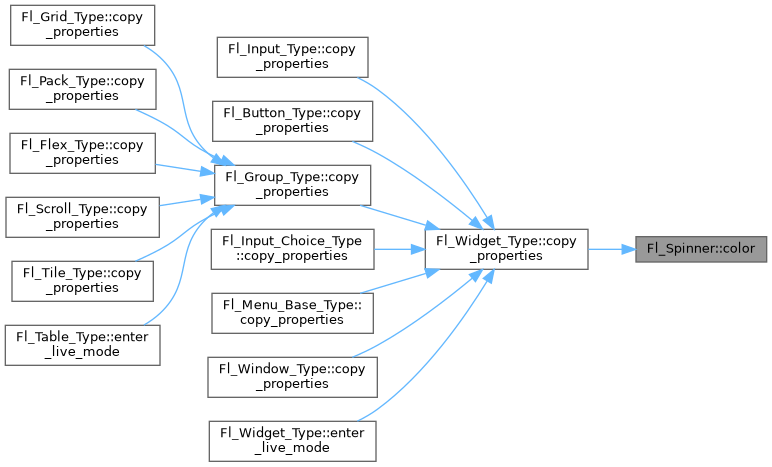 Fl_Grid_Type::copy
_properties
Fl_Pack_Type::copy
_properties
Fl_Flex_Type::copy
_properties
Fl_Scroll_Type::copy
_properties
Fl_Tile_Type::copy
_properties
Fl_Table_Type::enter
_live_mode
Fl_Input_Type::copy
_properties
Fl_Button_Type::copy
_properties
Fl_Group_Type::copy
_properties
Fl_Input_Choice_Type
::copy_properties
Fl_Menu_Base_Type::
copy_properties
Fl_Window_Type::copy
_properties
Fl_Widget_Type::enter
_live_mode
Fl_Widget_Type::copy
_properties
Fl_Spinner::color